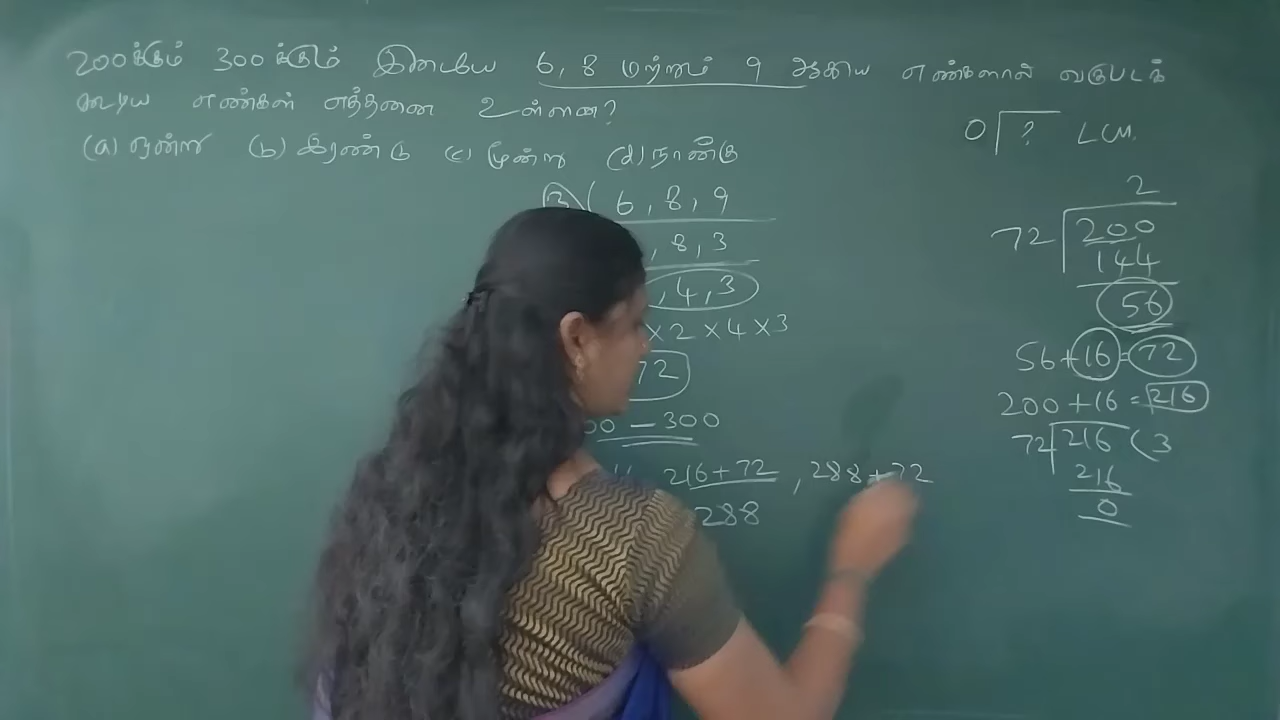 200க்கும் 300க்கும் இடையே 6, 8 மற்றும் 9 ஆகிய எண்களால் வகுபடக்
கூடிய எண்கள் எத்தனை உள்ளன?
(a) ஒன்று (b) இரண்டு (c) மூன்று (d) நான்கு
3 ( 6, 8, 9
, 8, 3
, 4, 3
×2×4×3
72
00 – 300
216+72, 288+72
288
0 ? LCM.
2
72 200
144
56
56+16=72
200+16=216
72 216 ( 3
216
0